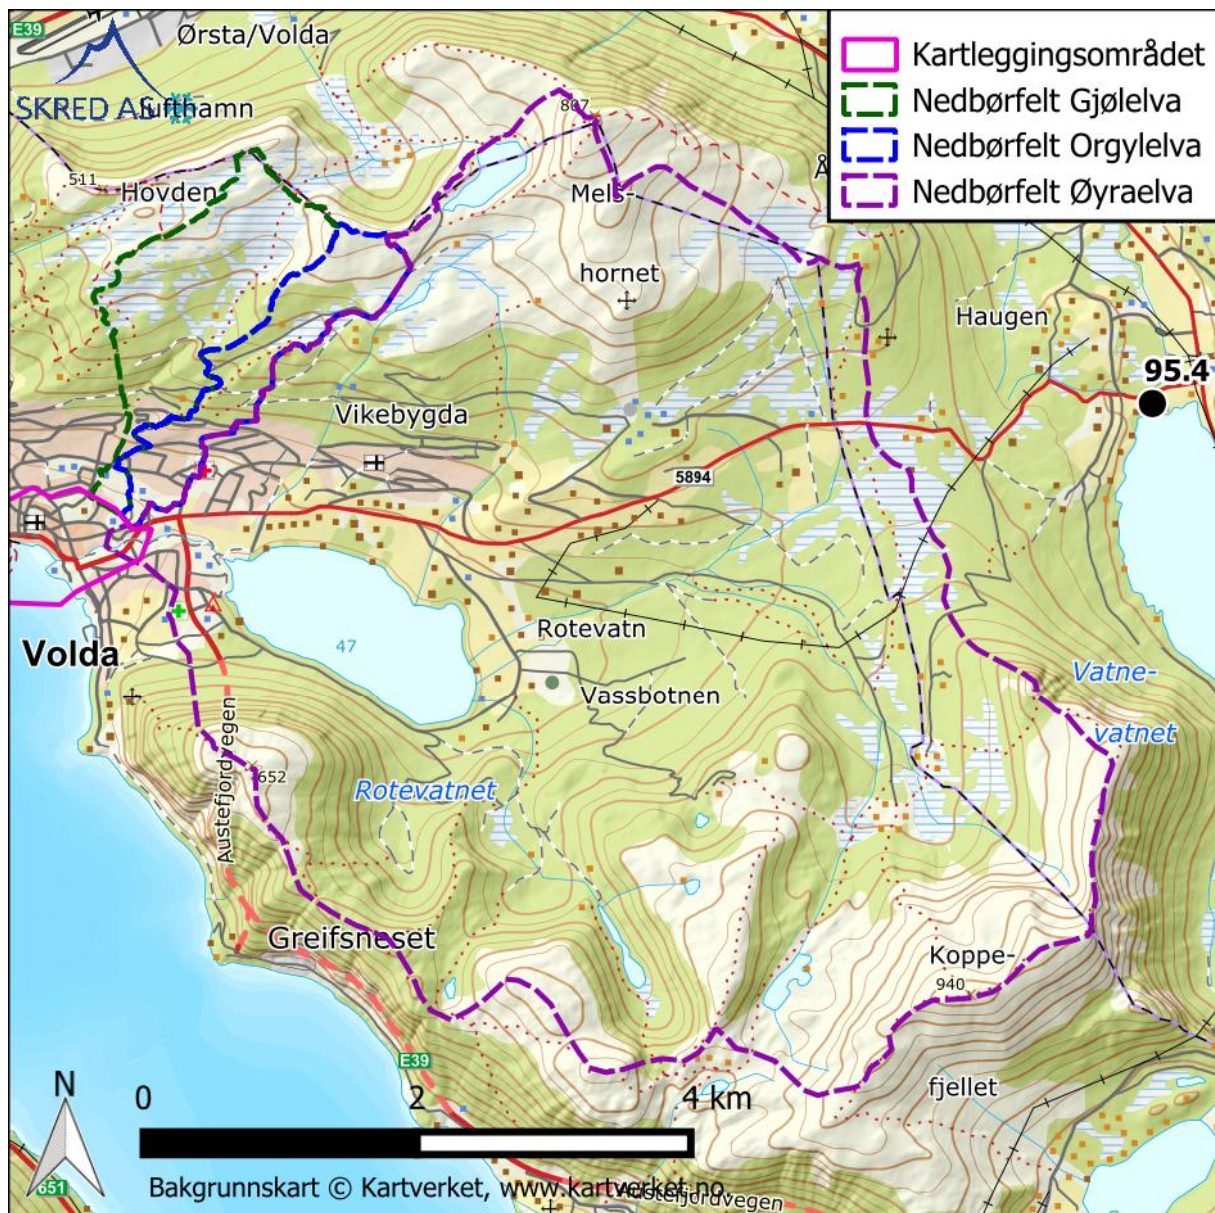 E39
Ørsta/Volda
SKRED AS
lufthamn
807
Kartleggingsområdet
Nedbørfelt Gjølelva
Nedbørfelt Orgylelva
Nedbørfelt Øyraelva
511
Hovden
Mels-
hornet
Haugen
95.4
Vikebygda
5894
Volda
47
Rotevatn
Vassbotnen
Vatne-
vatnet
652
Rotevatnet
Austefjordvegen
Greifsneset
Koppe-
940
fjellet
E39
N
0 2 4 km
651
Bakgrunnskart © Kartverket, www.kartverket.no.
Austefjordvegen